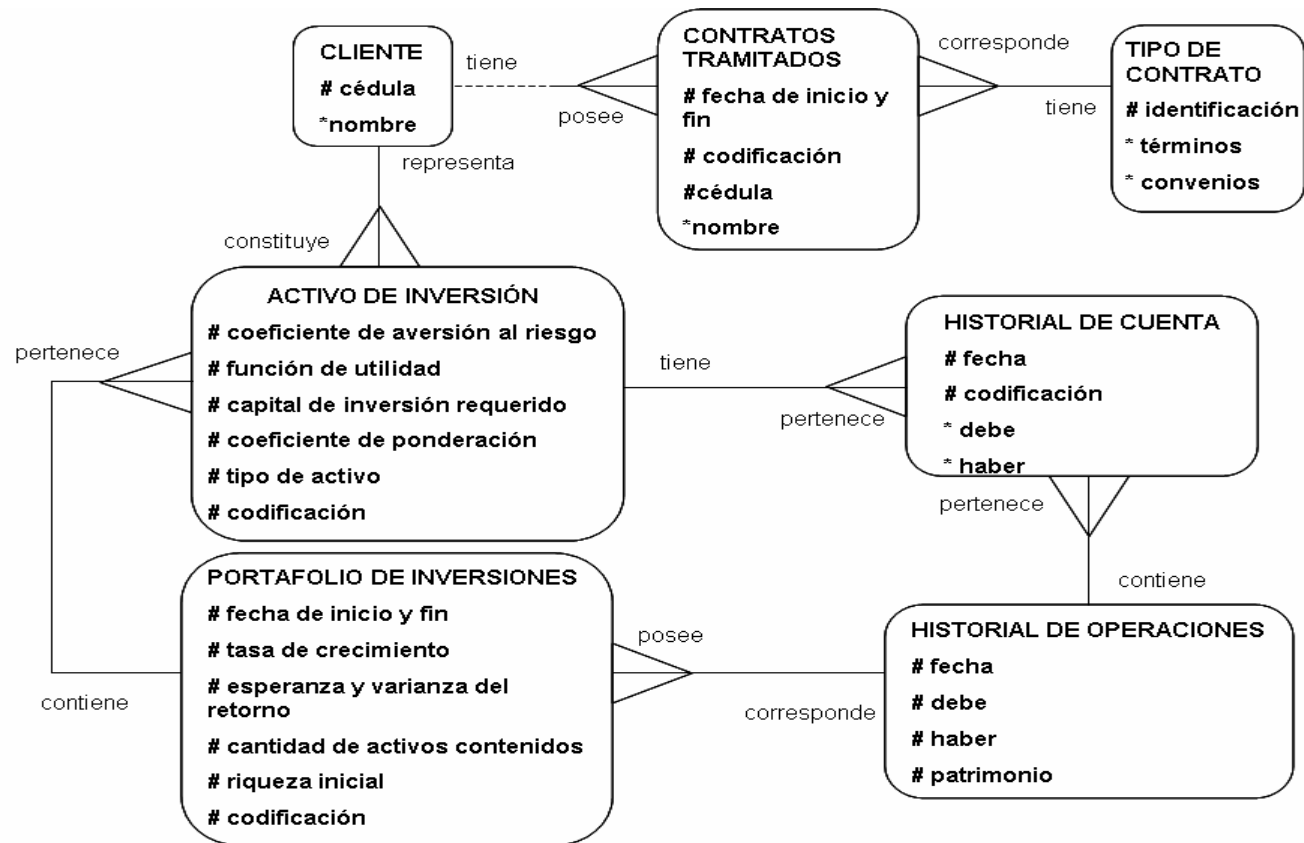 CLIENTE
# cédula
*nombre
tiene
posee
CONTRATOS
TRAMITADOS
# fecha de inicio y
fin
# codificación
#cédula
*nombre
corresponde
tiene
TIPO DE
CONTRATO
# identificación
* términos
* convenios
representa
constituye
ACTIVO DE INVERSIÓN
# coeficiente de aversión al riesgo
# función de utilidad
# capital de inversión requerido
# coeficiente de ponderación
# tipo de activo
# codificación
pertenece
tiene
pertenece
HISTORIAL DE CUENTA
# fecha
# codificación
* debe
* haber
pertenece
contiene
PORTAFOLIO DE INVERSIONES
# fecha de inicio y fin
# tasa de crecimiento
# esperanza y varianza del
retorno
# cantidad de activos contenidos
# riqueza inicial
# codificación
contiene
posee
corresponde
HISTORIAL DE OPERACIONES
# fecha
# debe
# haber
# patrimonio